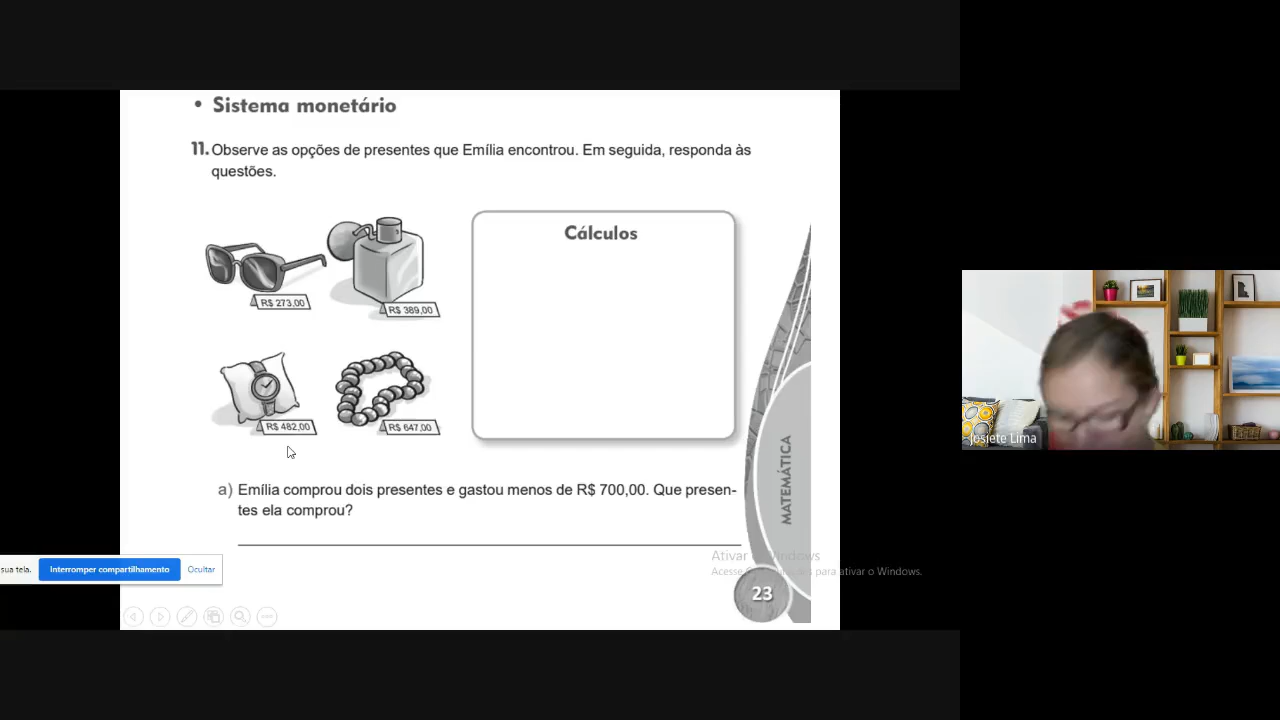 • Sistema monetário
11. Observe as opções de presentes que Emília encontrou. Em seguida, responda às
questões.
Cálculos
R$ 273,00
R$ 389,00
R$ 482,00
R$ 647,00
a) Emília comprou dois presentes e gastou menos de R$ 700,00. Que presen-
tes ela comprou?
MATEMÁTICA
23
Josiete Lima
sua tela.
Interromper compartilhamento
Ocultar
Ativar o Windows
Acesse para ativar o Windows.